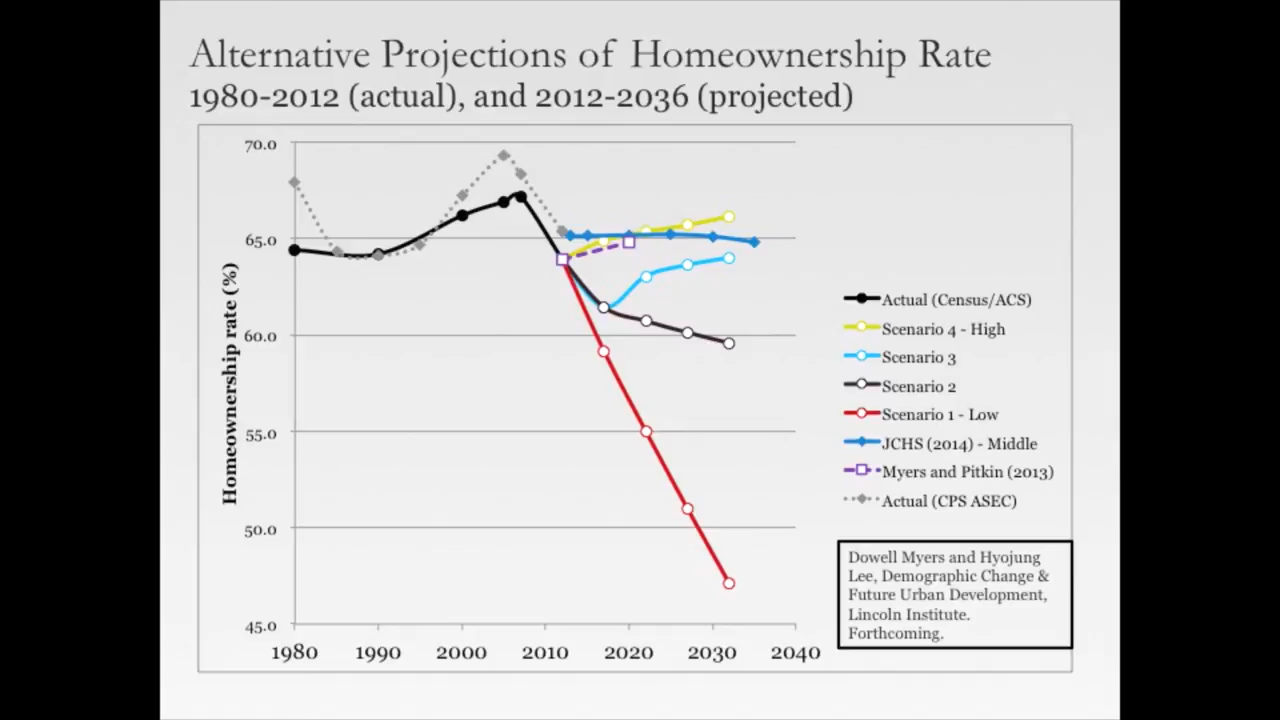 Alternative Projections of Homeownership Rate
1980-2012 (actual), and 2012-2036 (projected)
70.0
65.0
60.0
55.0
50.0
45.0
Homeownership rate (%)
1980 1990 2000 2010 2020 2030 2040
Actual (Census/ACS)
Scenario 4 - High
Scenario 3
Scenario 2
Scenario 1 - Low
JCHS (2014) - Middle
Myers and Pitkin (2013)
Actual (CPS ASEC)
Dowell Myers and Hyojung
Lee, Demographic Change &
Future Urban Development,
Lincoln Institute.
Forthcoming.